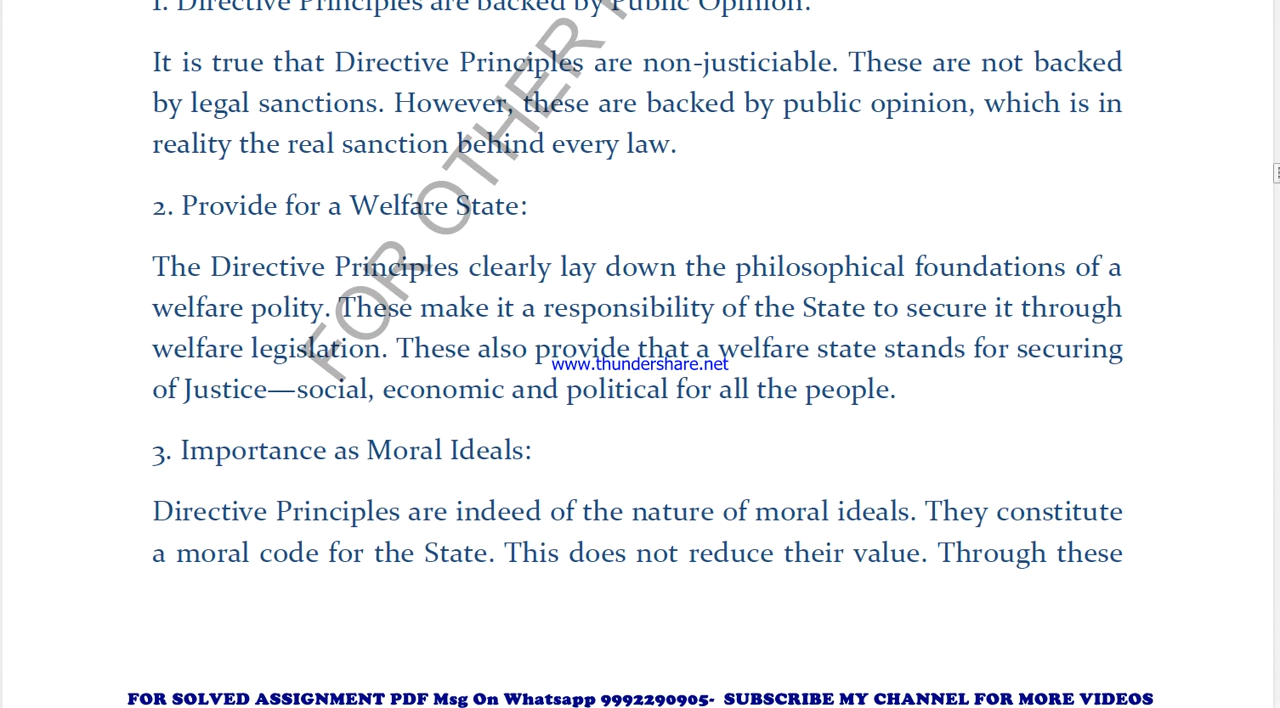 1. Directive Principles are backed by Public Opinion:
It is true that Directive Principles are non-justiciable. These are not backed
by legal sanctions. However, these are backed by public opinion, which is in
reality the real sanction behind every law.
2. Provide for a Welfare State:
The Directive Principles clearly lay down the philosophical foundations of a
welfare polity. These make it a responsibility of the State to secure it through
welfare legislation. These also provide that a welfare state stands for securing
www.thundershare.net
of Justice—social, economic and political for all the people.
3. Importance as Moral Ideals:
Directive Principles are indeed of the nature of moral ideals. They constitute
a moral code for the State. This does not reduce their value. Through these
FOR OTHER
FOR SOLVED ASSIGNMENT PDF Msg On Whatsapp 9992290905- SUBSCRIBE MY CHANNEL FOR MORE VIDEOS